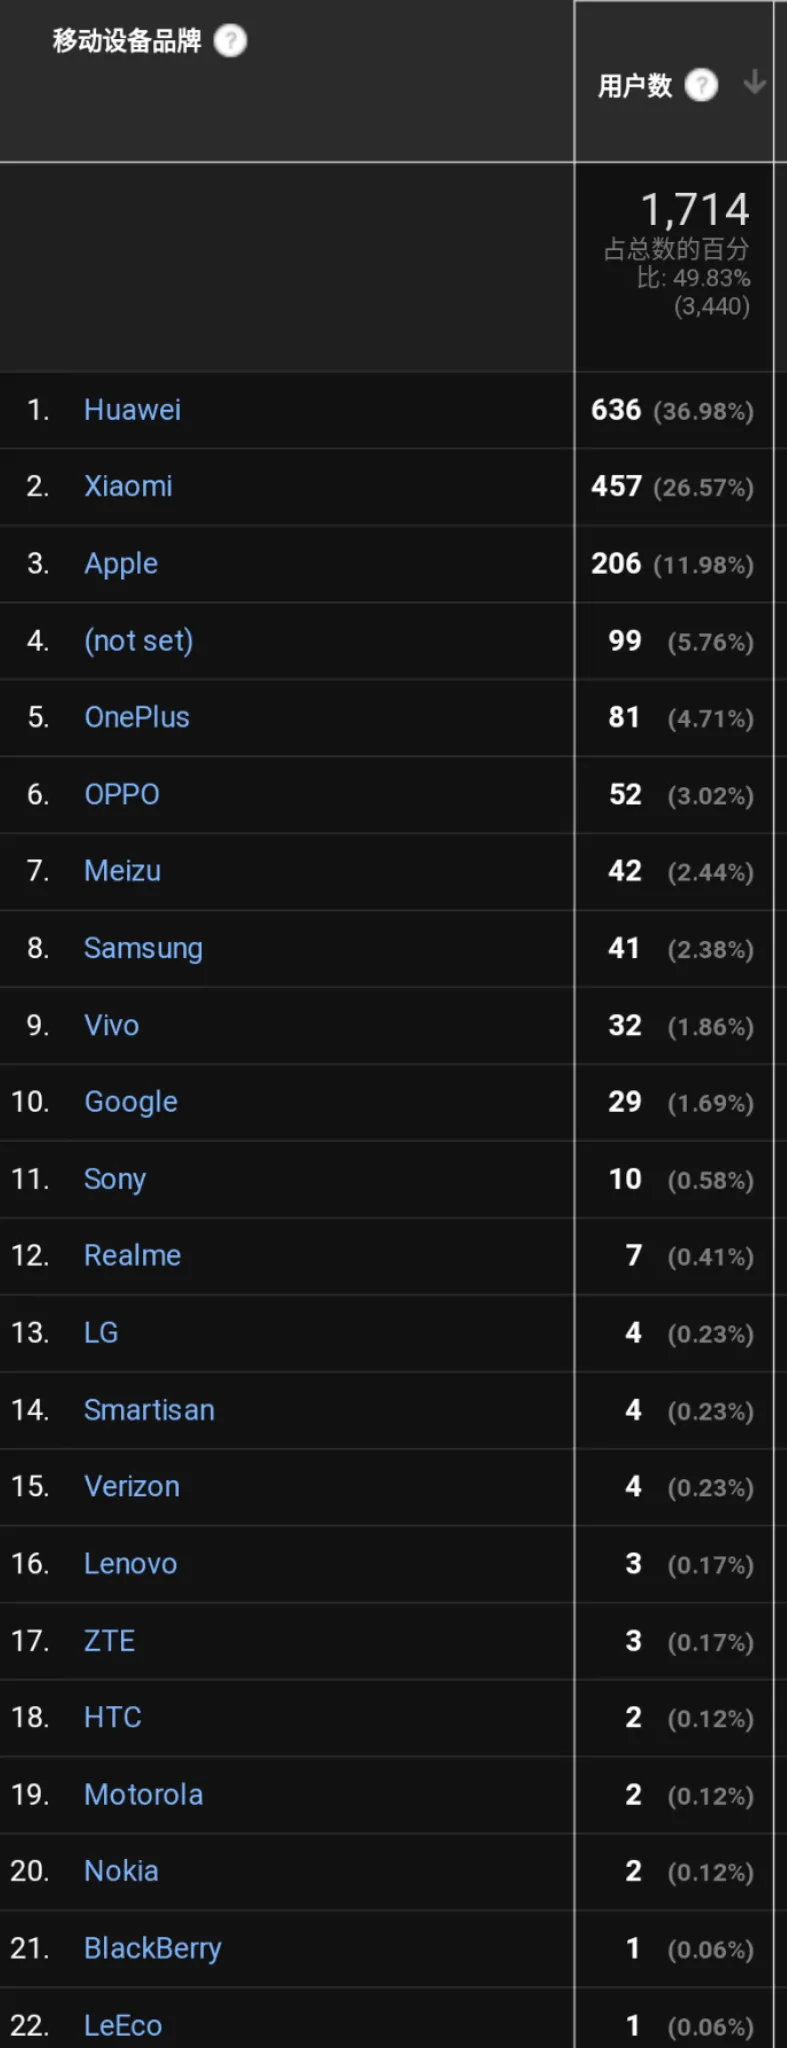 移动设备品牌 ?
用户数 ?
1,714
占总数的百分
比: 49.83%
(3,440)
1. Huawei 636 (36.98%)
2. Xiaomi 457 (26.57%)
3. Apple 206 (11.98%)
4. (not set) 99 (5.76%)
5. OnePlus 81 (4.71%)
6. OPPO 52 (3.02%)
7. Meizu 42 (2.44%)
8. Samsung 41 (2.38%)
9. Vivo 32 (1.86%)
10. Google 29 (1.69%)
11. Sony 10 (0.58%)
12. Realme 7 (0.41%)
13. LG 4 (0.23%)
14. Smartisan 4 (0.23%)
15. Verizon 4 (0.23%)
16. Lenovo 3 (0.17%)
17. ZTE 3 (0.17%)
18. HTC 2 (0.12%)
19. Motorola 2 (0.12%)
20. Nokia 2 (0.12%)
21. BlackBerry 1 (0.06%)
22. LeEco 1 (0.06%)